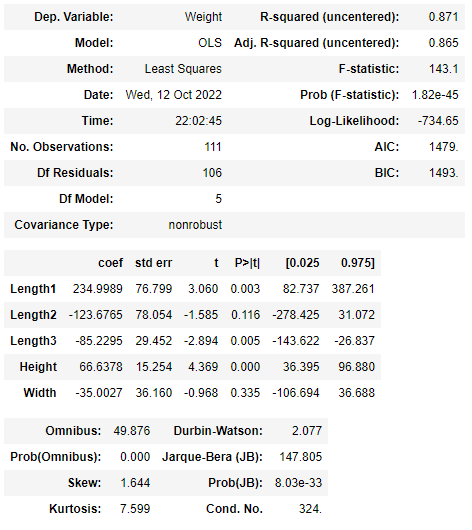 Dep. Variable: Weight R-squared (uncentered): 0.871
Model: OLS Adj. R-squared (uncentered): 0.865
Method: Least Squares F-statistic: 143.1
Date: Wed, 12 Oct 2022 Prob (F-statistic): 1.82e-45
Time: 22:02:45 Log-Likelihood: -734.65
No. Observations: 111 AIC: 1479.
Df Residuals: 106 BIC: 1493.
Df Model: 5
Covariance Type: nonrobust
coef std err t P>|t| [0.025 0.975]
Length1 234.9989 76.799 3.060 0.003 82.737 387.261
Length2 -123.6765 78.054 -1.585 0.116 -278.425 31.072
Length3 -85.2295 29.452 -2.894 0.005 -143.622 -26.837
Height 66.6378 15.254 4.369 0.000 36.395 96.880
Width -35.0027 36.160 -0.968 0.335 -106.694 36.688
Omnibus: 49.876 Durbin-Watson: 2.077
Prob(Omnibus): 0.000 Jarque-Bera (JB): 147.805
Skew: 1.644 Prob(JB): 8.03e-33
Kurtosis: 7.599 Cond. No. 324.